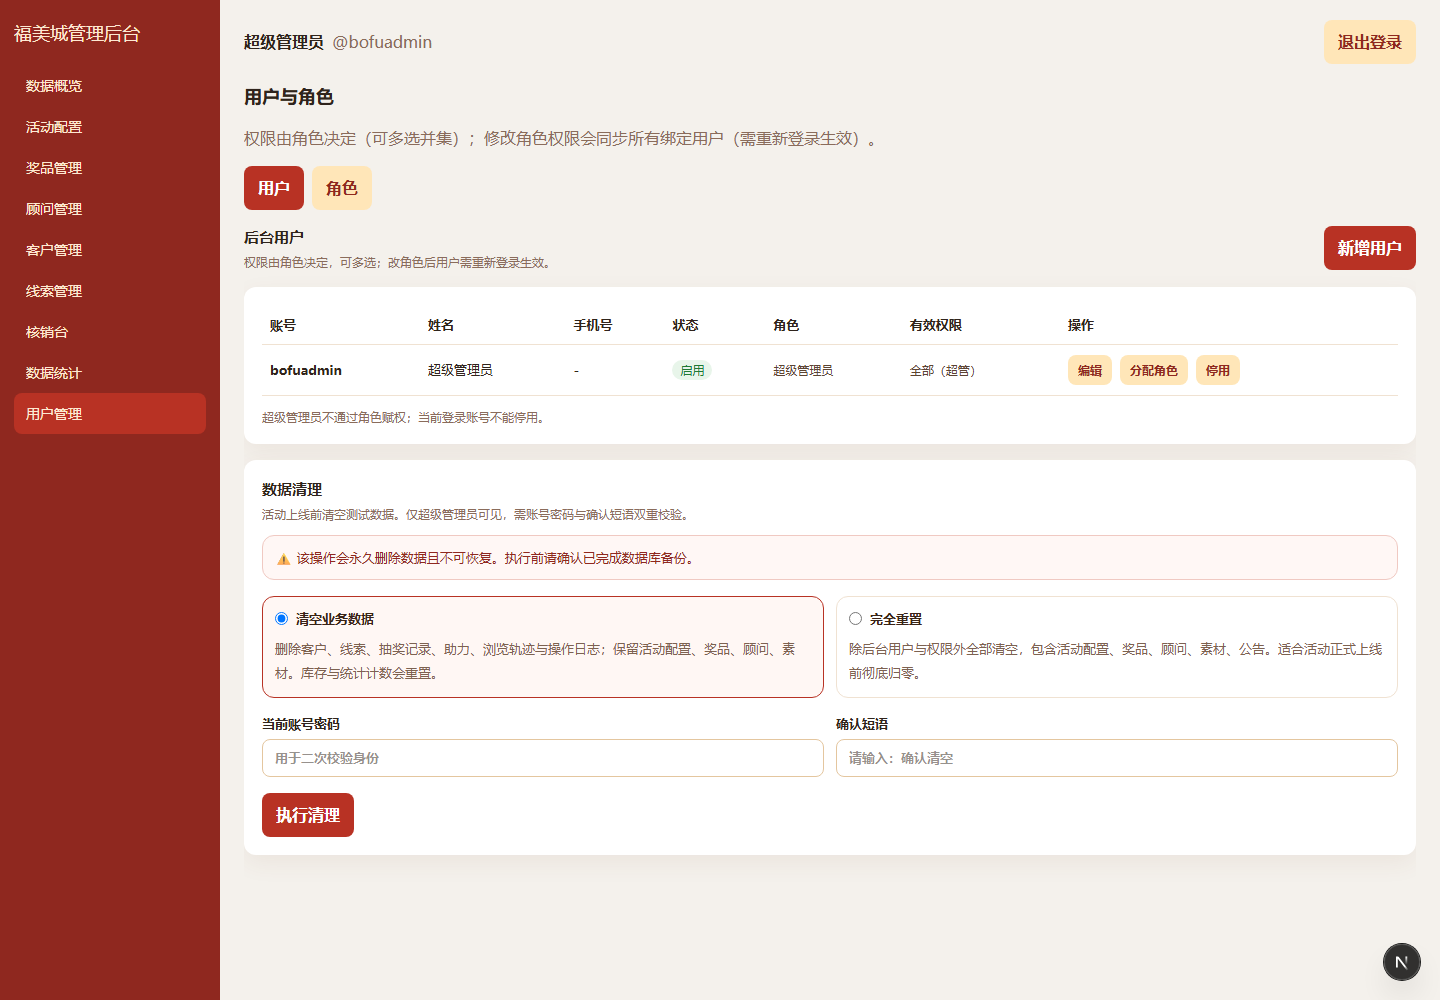 福美城管理后台
数据概览
活动配置
奖品管理
顾问管理
客户管理
线索管理
核销台
数据统计
用户管理
超级管理员 @bofuadmin
退出登录
用户与角色
权限由角色决定（可多选并集）；修改角色权限会同步所有绑定用户（需重新登录生效）。
用户 角色
后台用户
权限由角色决定，可多选；改角色后用户需重新登录生效。
新增用户
账号 姓名 手机号 状态 角色 有效权限 操作
bofuadmin 超级管理员 - 启用 超级管理员 全部（超管） 编辑 分配角色 停用
超级管理员不通过角色赋权；当前登录账号不能停用。
数据清理
活动上线前清空测试数据。仅超级管理员可见，需账号密码与确认短语双重校验。
⚠ 该操作会永久删除数据且不可恢复。执行前请确认已完成数据库备份。
清空业务数据
删除客户、线索、抽奖记录、助力、浏览轨迹与操作日志；保留活动配置、奖品、顾问、素
材。库存与统计计数会重置。
完全重置
除后台用户与权限外全部清空，包含活动配置、奖品、顾问、素材、公告。适合活动正式上线
前彻底归零。
当前账号密码
用于二次校验身份
确认短语
请输入：确认清空
执行清理
N